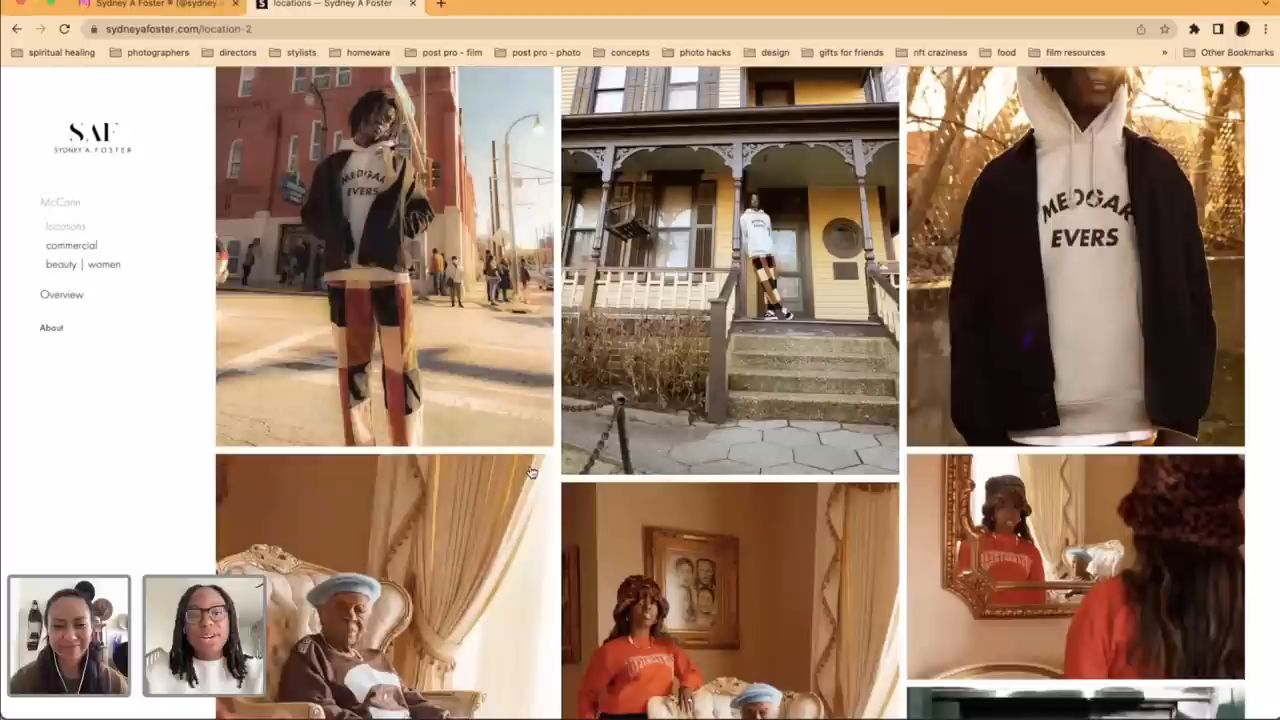 Sydney A Foster
(@sydney.
locations — Sydney A Foster
sydneyafoster.com/location-2
spiritual healing
photographers
directors
stylists
homeware
post pro - film
post pro - photo
concepts
photo hacks
design
gifts for friends
nft craziness
food
film resources
»
Other Bookmarks
SAF
SYDNEY A. FOSTER
McCann
locations
commercial
beauty | women
Overview
About
MEDGAR
EVERS
MEDGAR
EVERS